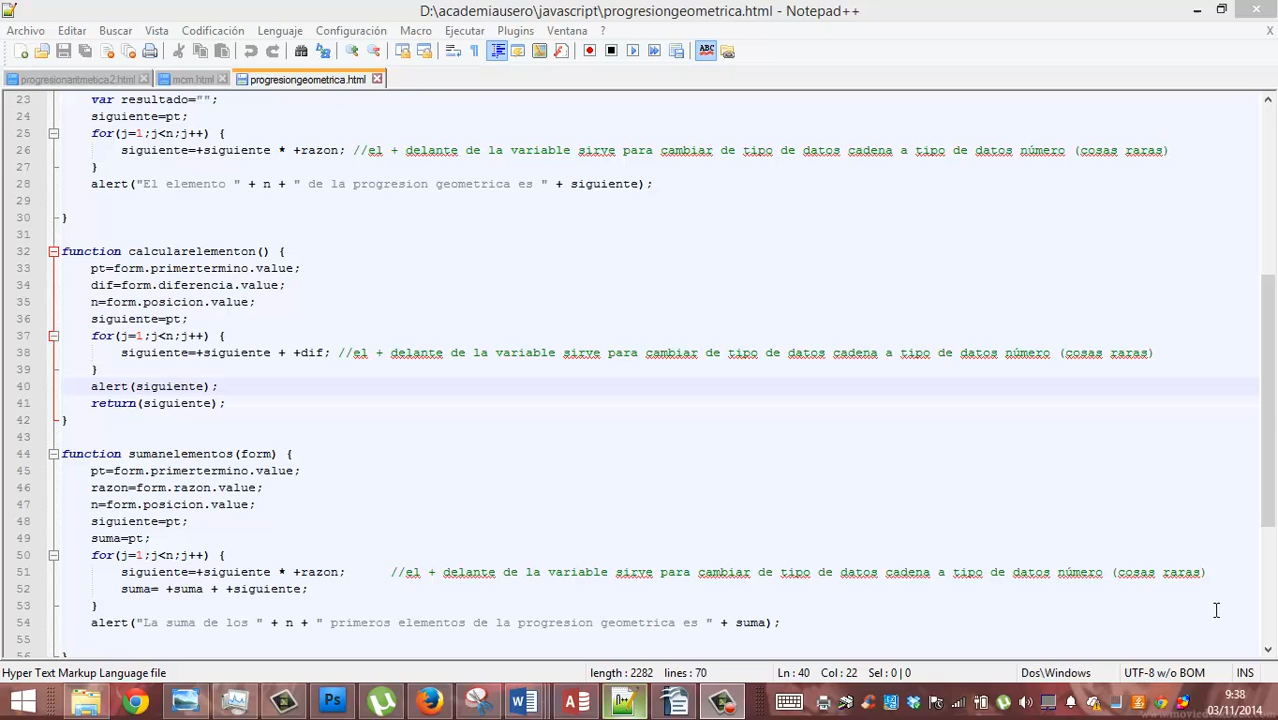 D:\academiausero\javascript\progresiongeometrica.html - Notepad++
Archivo Editar Buscar Vista Codificación Lenguaje Configuración Macro Ejecutar Plugins Ventana ? X
ABC
progresionaritmetica2.html mcm.html progresiongeometrica.html
23 var resultado="";
24 siguiente=pt;
25 for(j=1;j<n;j++) {
26 siguiente=+siguiente * +razon; //el + delante de la variable sirve para cambiar de tipo de datos cadena a tipo de datos número (cosas raras)
27 }
28 alert("El elemento " + n + " de la progresion geometrica es " + siguiente);
29
30 }
31
32 function calcularelementon() {
33 pt=form.primertermino.value;
34 dif=form.diferencia.value;
35 n=form.posicion.value;
36 siguiente=pt;
37 for(j=1;j<n;j++) {
38 siguiente=+siguiente + +dif; //el + delante de la variable sirve para cambiar de tipo de datos cadena a tipo de datos número (cosas raras)
39 }
40 alert(siguiente);
41 return(siguiente);
42 }
43
44 function sumanelementos(form) {
45 pt=form.primertermino.value;
46 razon=form.razon.value;
47 n=form.posicion.value;
48 siguiente=pt;
49 suma=pt;
50 for(j=1;j<n;j++) {
51 siguiente=+siguiente * +razon; //el + delante de la variable sirve para cambiar de tipo de datos cadena a tipo de datos número (cosas raras)
52 suma= +suma + +siguiente;
53 }
54 alert("La suma de los " + n + " primeros elementos de la progresion geometrica es " + suma);
55
56 }
Hyper Text Markup Language file length : 2282 lines : 70 Ln : 40 Col : 22 Sel : 0 | 0 Dos\Windows UTF-8 w/o BOM INS
9:38
03/11/2014